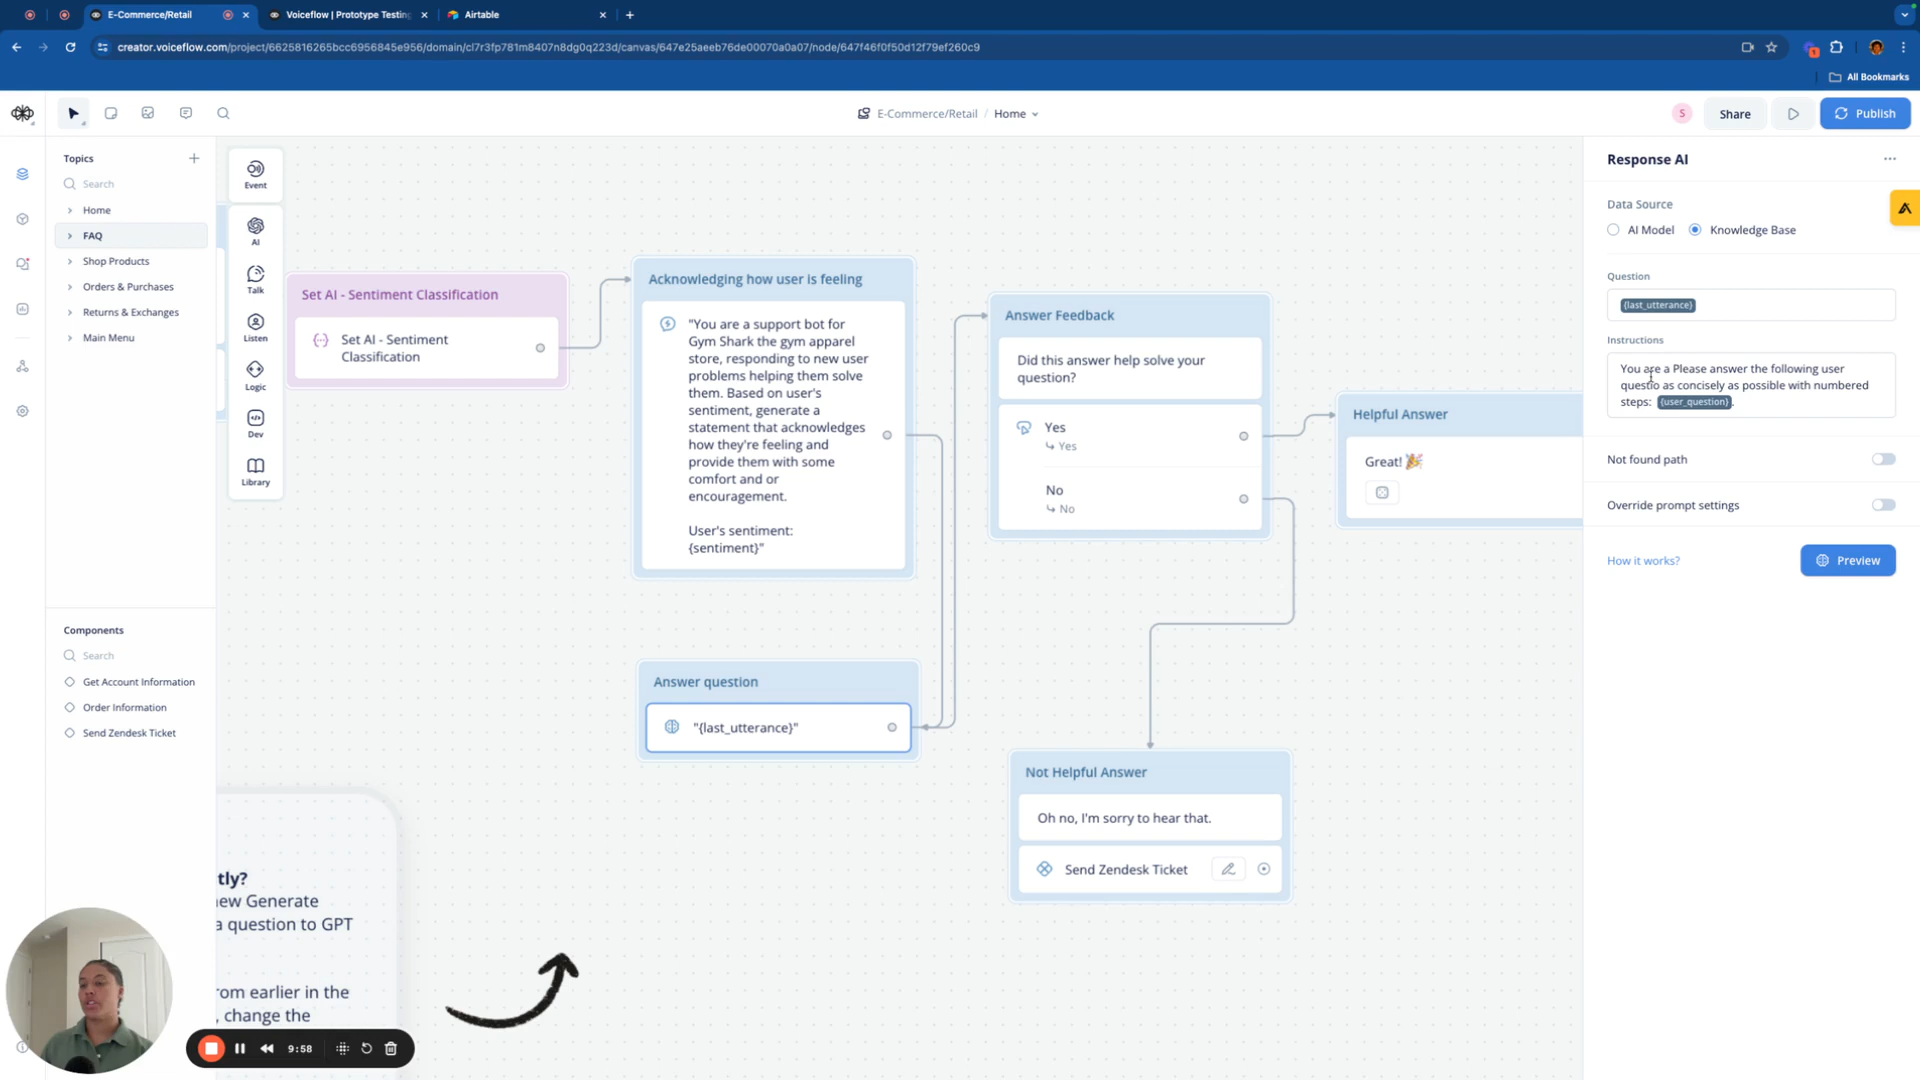 E-Commerce/Retail
Voiceflow | Prototype Testing
Airtable
creator.voiceflow.com/project/6625816265bcc6956845e956/domain/cl7r3fp781m8407n8dg0q223d/canvas/647e25aeeb76de00070a0a07/node/647f46f0f50d12f79ef260c9
1
All Bookmarks
E-Commerce/Retail / Home
S
Share
Publish
Topics
Search
Home
FAQ
Shop Products
Orders & Purchases
Returns & Exchanges
Main Menu
Components
Search
Get Account Information
Order Information
Send Zendesk Ticket
Event
AI
Talk
Listen
Logic
Dev
Library
Set AI - Sentiment Classification
Set AI - Sentiment
Classification
Acknowledging how user is feeling
"You are a support bot for
Gym Shark the gym apparel
store, responding to new user
problems helping them solve
them. Based on user's
sentiment, generate a
statement that acknowledges
how they're feeling and
provide them with some
comfort and or
encouragement.
User's sentiment:
{sentiment}"
Answer question
"{last_utterance}"
Answer Feedback
Did this answer help solve your
question?
Yes
Yes
No
No
Helpful Answer
Great! 🎉
Not Helpful Answer
Oh no, I'm sorry to hear that.
Send Zendesk Ticket
tly?
new Generate
a question to GPT
rom earlier in the
, change the
9:58
Response AI
Data Source
AI Model
Knowledge Base
Question
{last_utterance}
Instructions
You are a Please answer the following user
questio as concisely as possible with numbered
steps: {user_question}.
Not found path
Override prompt settings
How it works?
Preview